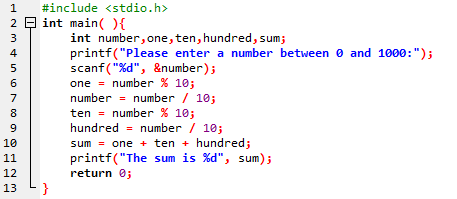 1 #include <stdio.h>
2 int main( ){
3 int number,one,ten,hundred,sum;
4 printf("Please enter a number between 0 and 1000:");
5 scanf("%d", &number);
6 one = number % 10;
7 number = number / 10;
8 ten = number % 10;
9 hundred = number / 10;
10 sum = one + ten + hundred;
11 printf("The sum is %d", sum);
12 return 0;
13 }